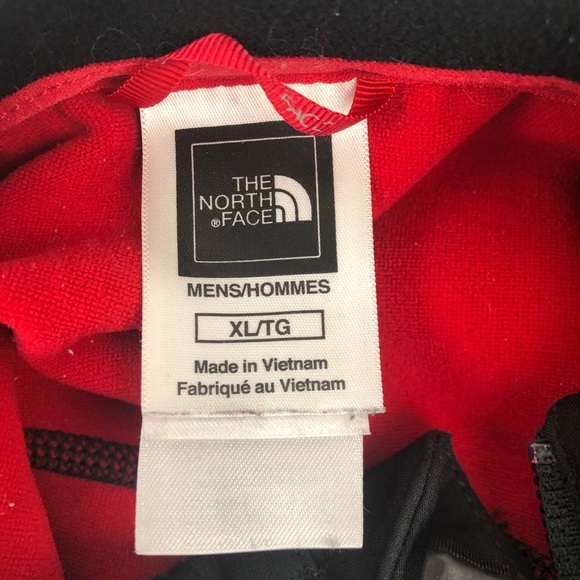 THE
NORTH
®FACE
MENS/HOMMES
XL/TG
Made in Vietnam
Fabriqué au Vietnam